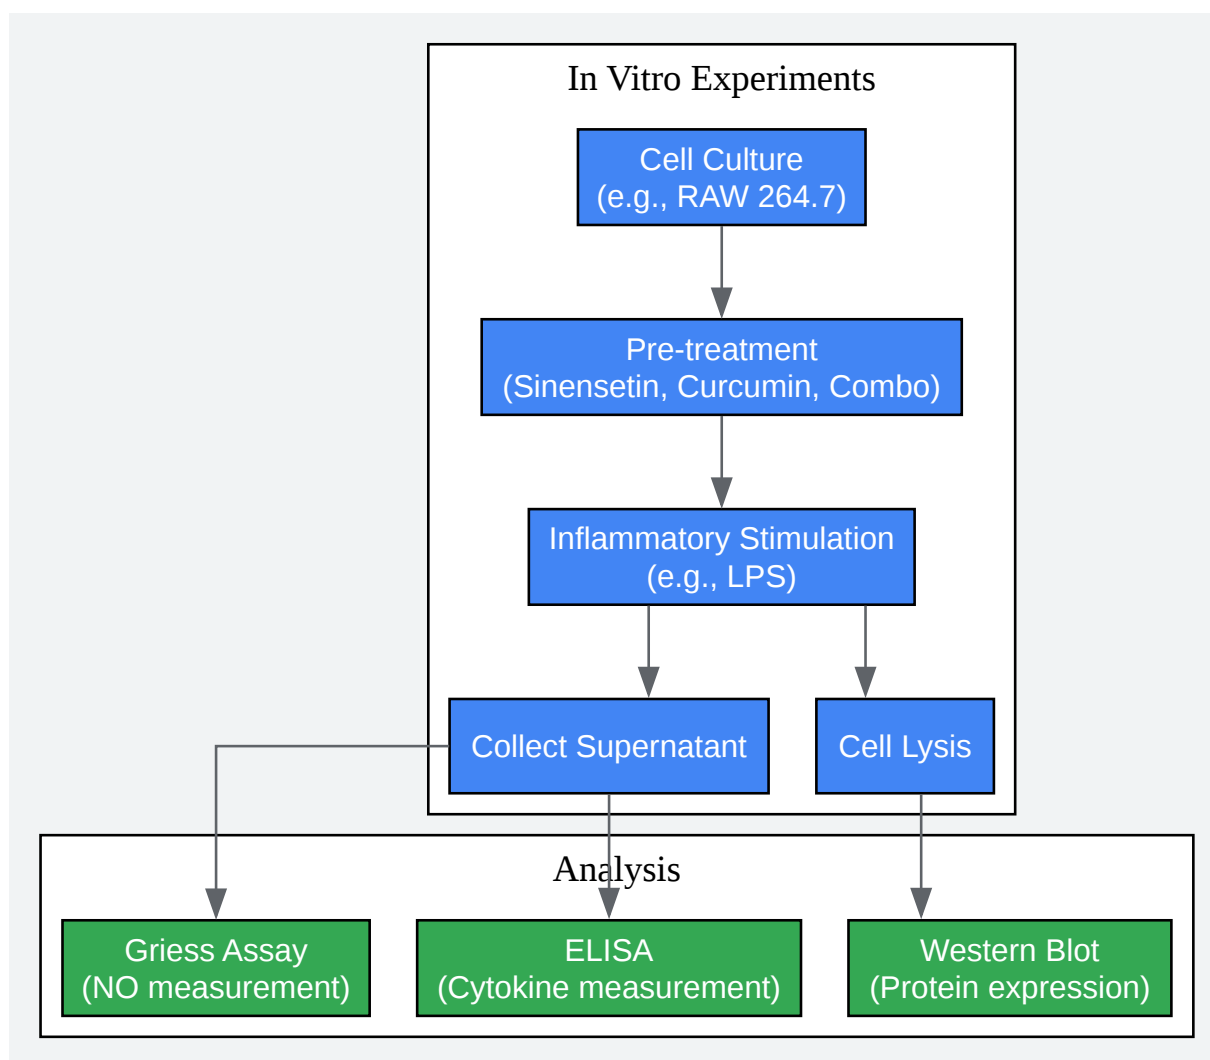 In Vitro Experiments
Cell Culture
(e.g., RAW 264.7)
Pre-treatment
(Sinensetin, Curcumin, Combo)
Inflammatory Stimulation
(e.g., LPS)
Collect Supernatant
Cell Lysis
Analysis
Griess Assay
(NO measurement)
ELISA
(Cytokine measurement)
Western Blot
(Protein expression)